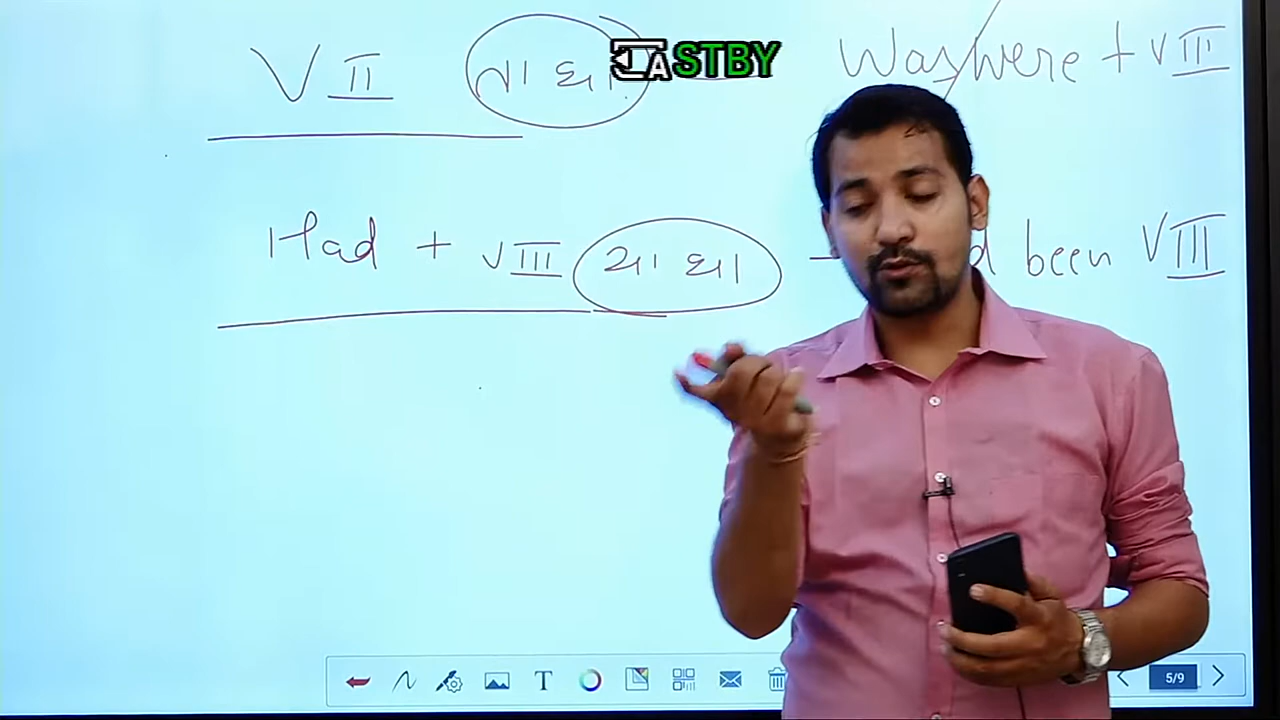 STBY
V II ता था Was/were + V III
Had + V III या था been V III
5/9